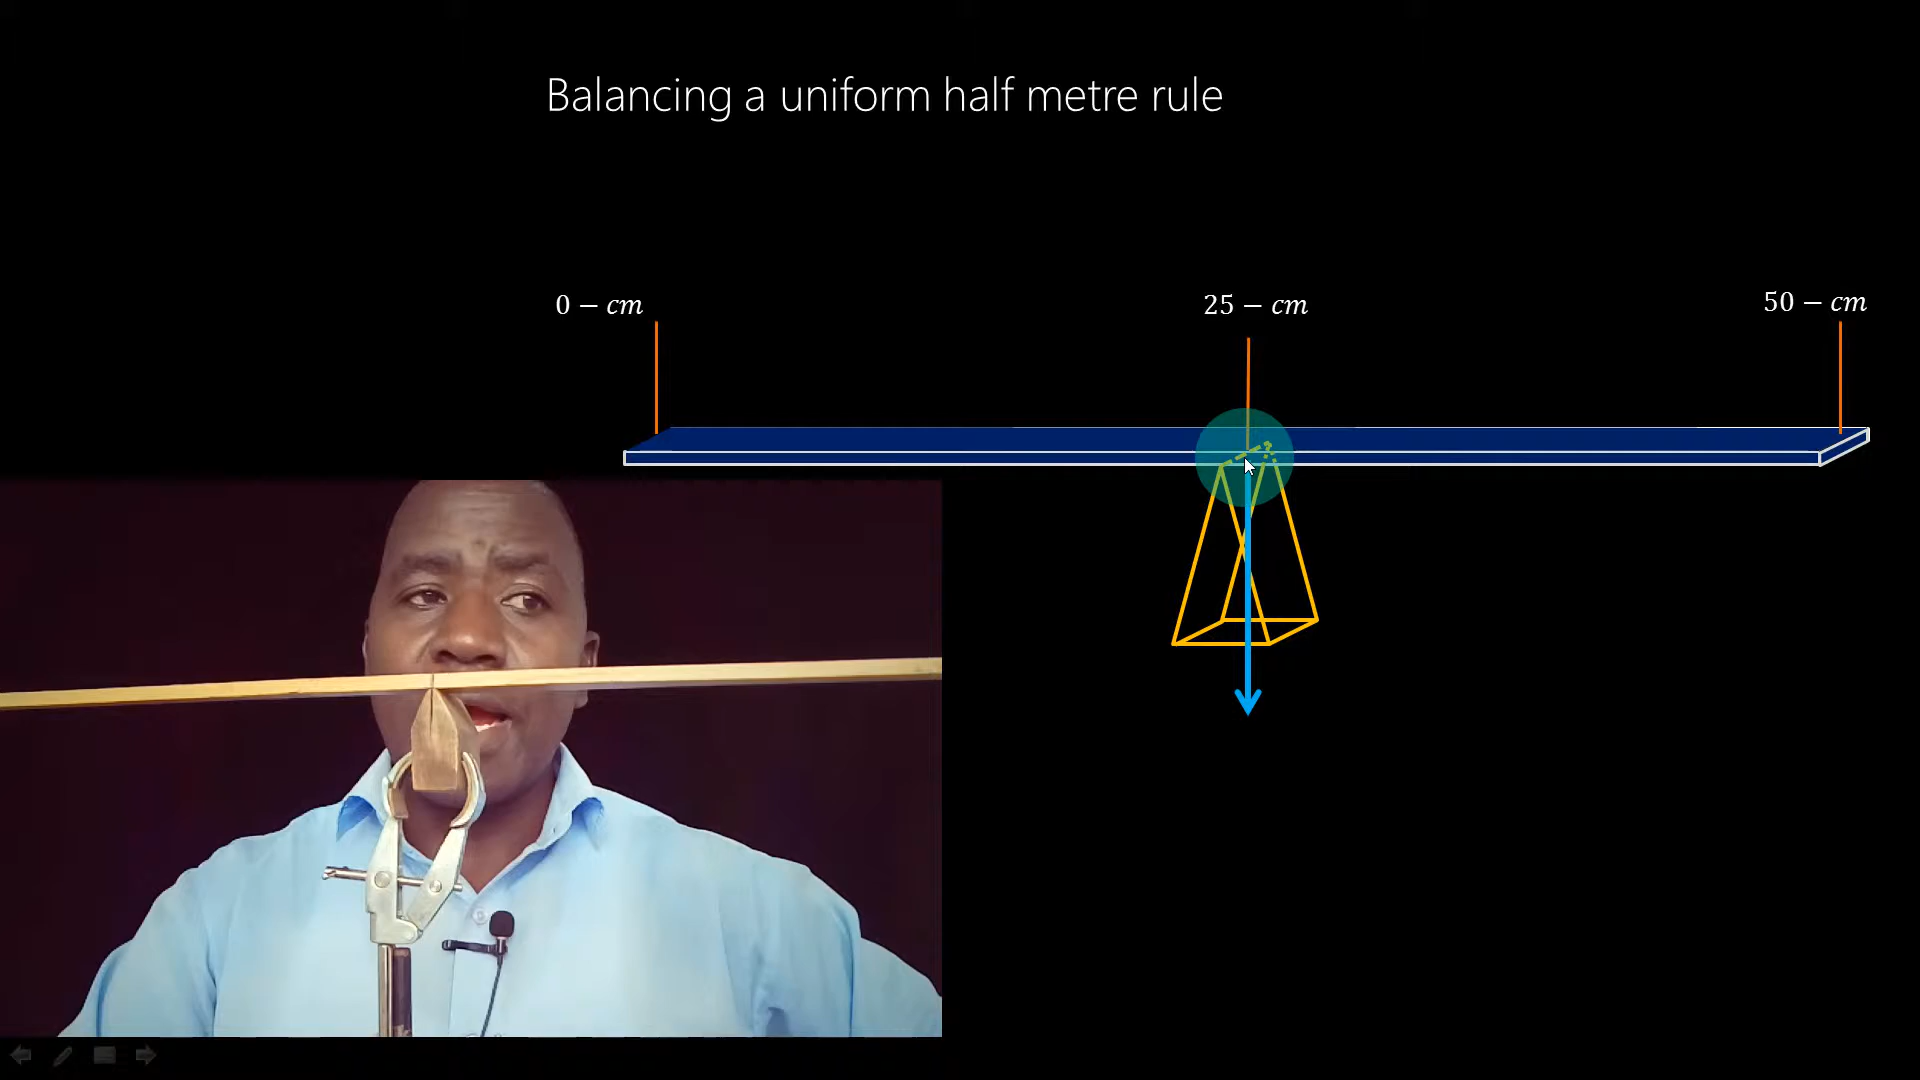 Balancing a uniform half metre rule
0 − cm
25 − cm
50 − cm